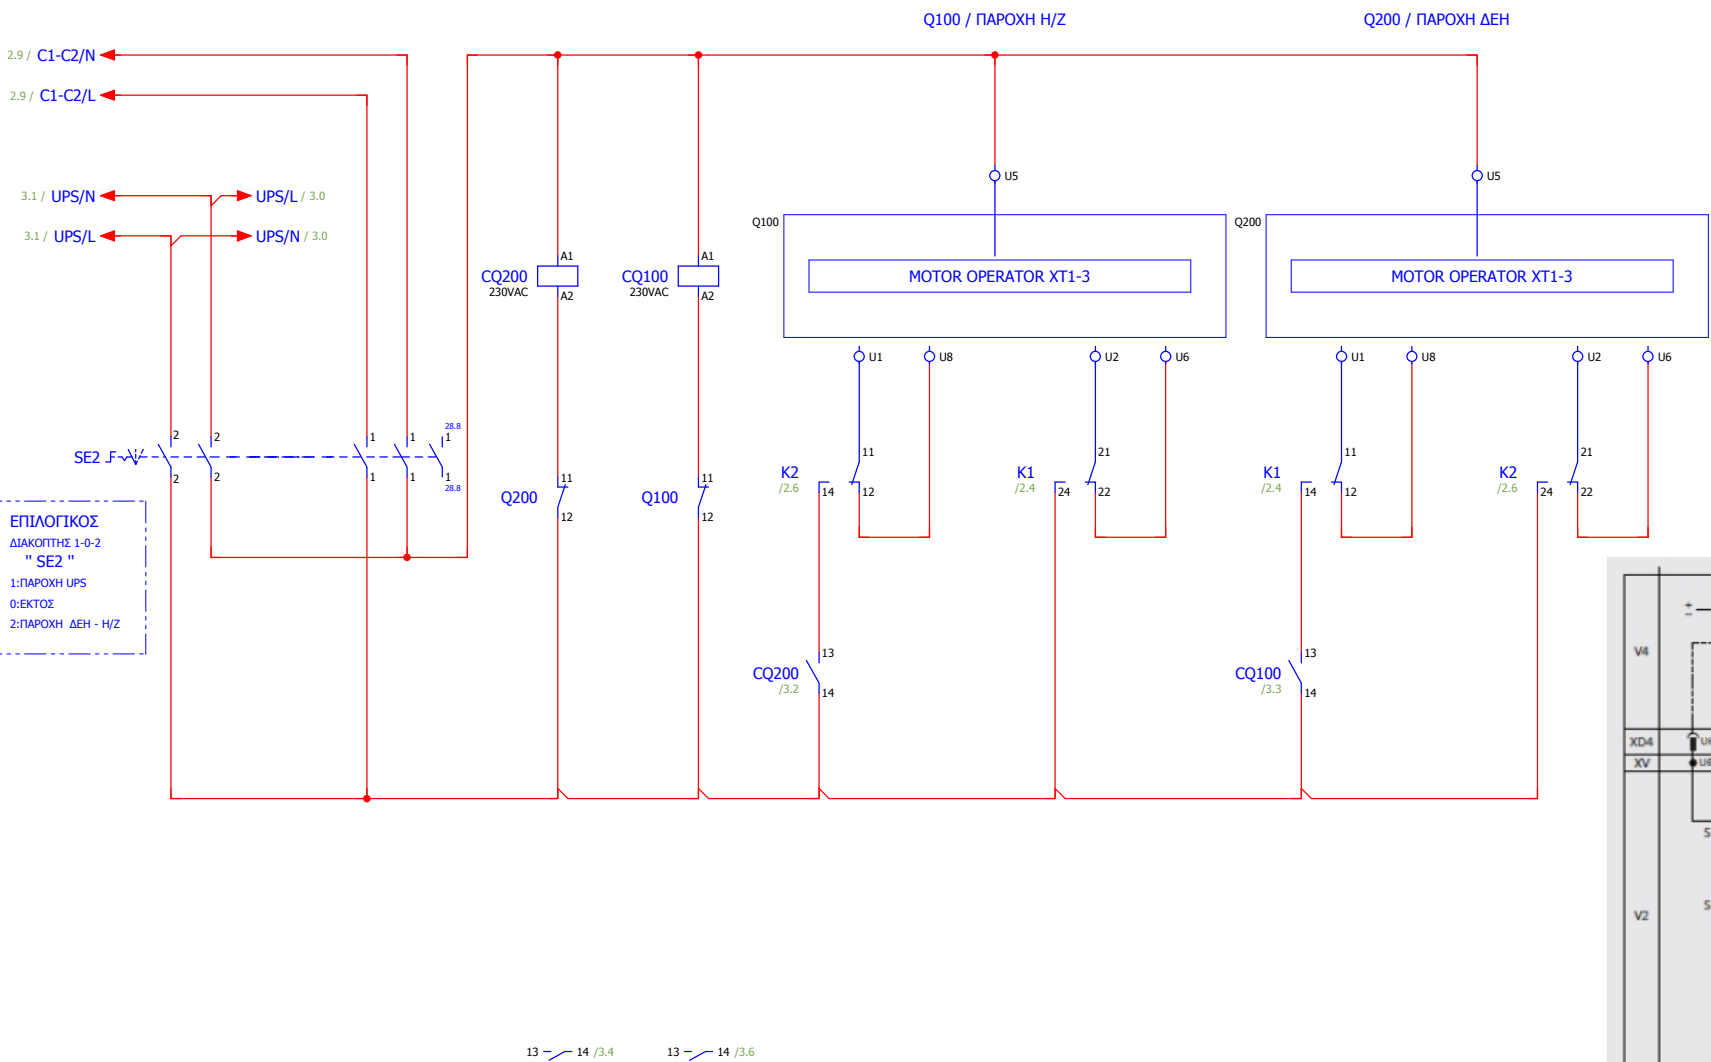 Q100 / ΠΑΡΟΧΗ Η/Ζ
Q200 / ΠΑΡΟΧΗ ΔΕΗ
2.9 / C1-C2/N
2.9 / C1-C2/L
3.1 / UPS/N
UPS/L / 3.0
3.1 / UPS/L
UPS/N / 3.0
U5
U5
Q100
Q200
A1
A1
CQ200
230VAC
CQ100
230VAC
A2
A2
MOTOR OPERATOR XT1-3
MOTOR OPERATOR XT1-3
U1
U8
U2
U6
U1
U8
U2
U6
28.8
2
2
1
1
1
SE2
2
2
1
1
1
28.8
11
21
11
21
K2
/2.6
14
12
K1
/2.4
24
22
K1
/2.4
14
12
K2
/2.6
24
22
11
11
Q200
Q100
12
12
ΕΠΙΛΟΓΙΚΟΣ
ΔΙΑΚΟΠΤΗΣ 1-0-2
" SE2 "
1:ΠΑΡΟΧΗ UPS
0:ΕΚΤΟΣ
2:ΠΑΡΟΧΗ ΔΕΗ - Η/Ζ
13
13
CQ200
/3.2
14
CQ100
/3.3
14
V4
XD4
XV
V2
13
14 /3.4
13
14 /3.6